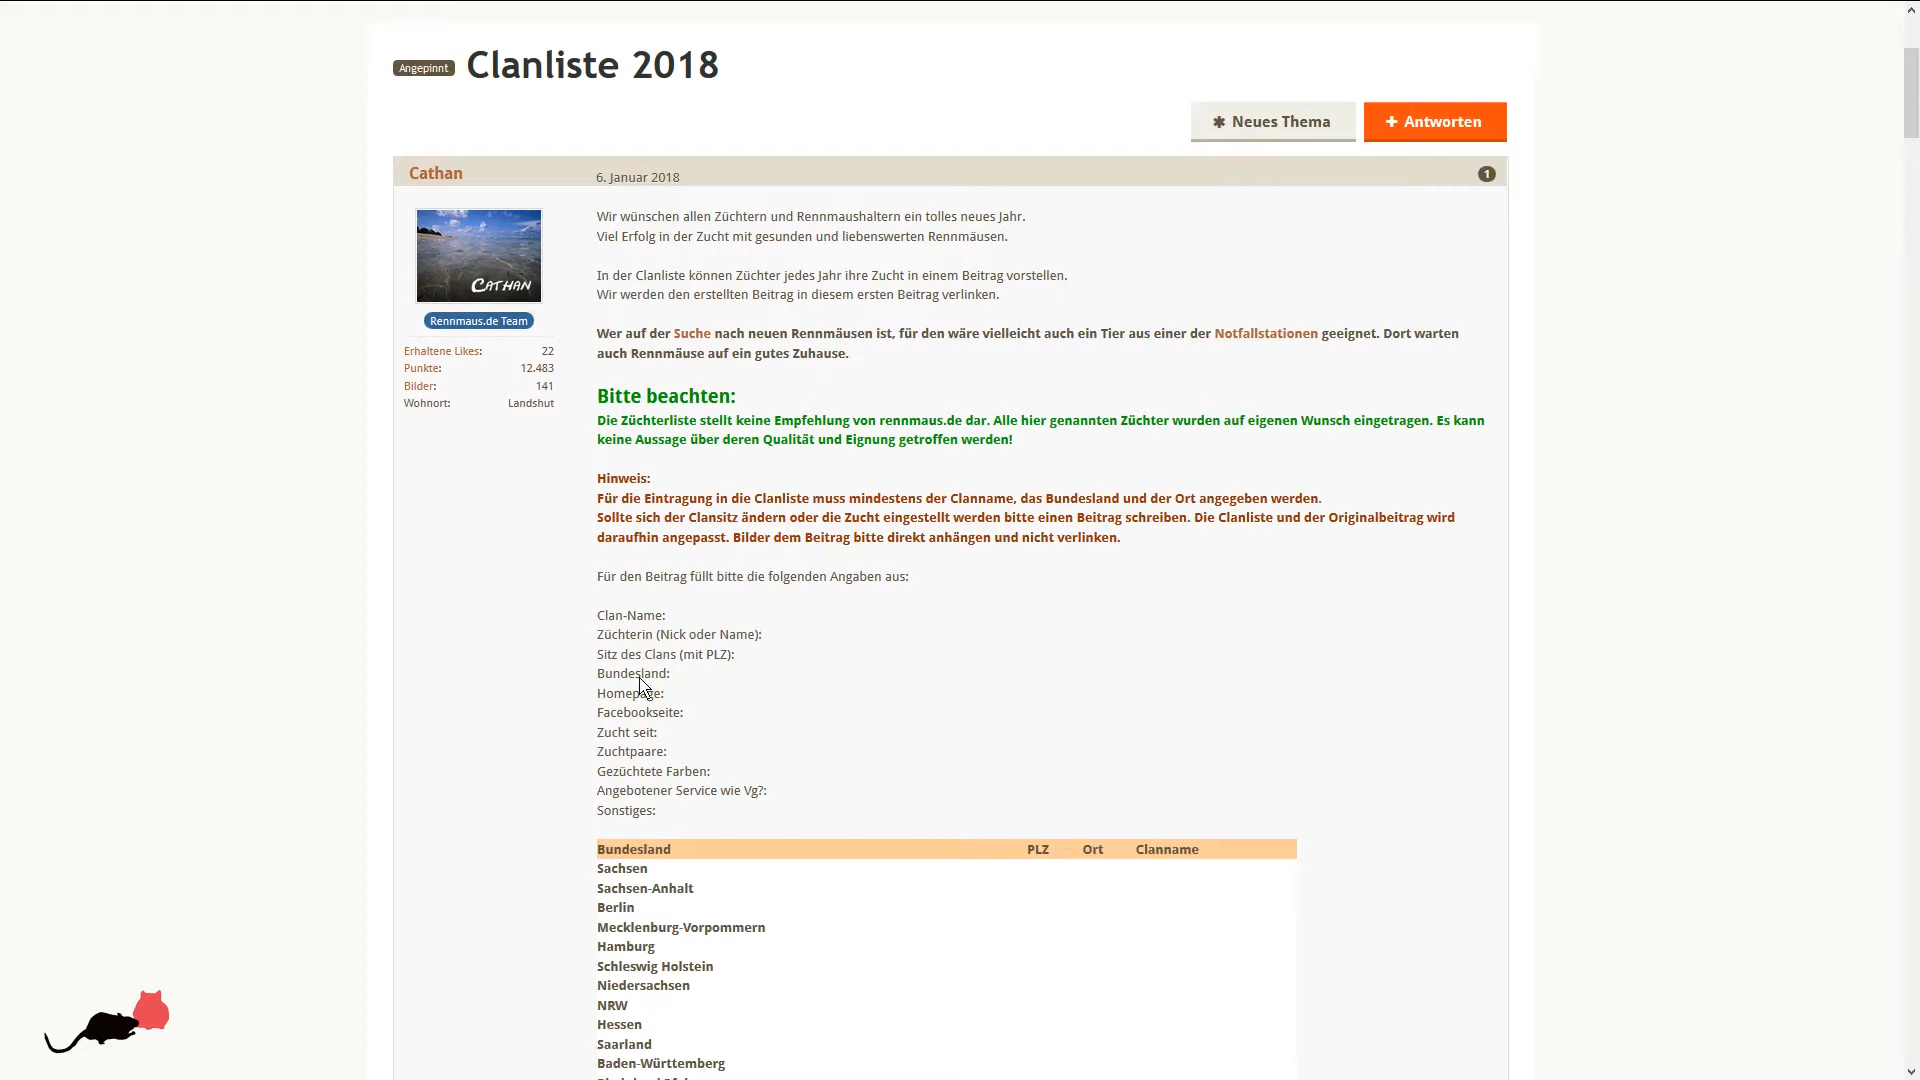 Angepinnt Clanliste 2018
Neues Thema
Antworten
Cathan
6. Januar 2018
1
CATHAN
Rennmaus.de Team
Erhaltene Likes: 22
Punkte: 12.483
Bilder: 141
Wohnort: Landshut
Wir wünschen allen Züchtern und Rennmaushaltern ein tolles neues Jahr.
Viel Erfolg in der Zucht mit gesunden und liebenswerten Rennmäusen.
In der Clanliste können Züchter jedes Jahr ihre Zucht in einem Beitrag vorstellen.
Wir werden den erstellten Beitrag in diesem ersten Beitrag verlinken.
Wer auf der Suche nach neuen Rennmäusen ist, für den wäre vielleicht auch ein Tier aus einer der Notfallstationen geeignet. Dort warten
auch Rennmäuse auf ein gutes Zuhause.
Bitte beachten:
Die Züchterliste stellt keine Empfehlung von rennmaus.de dar. Alle hier genannten Züchter wurden auf eigenen Wunsch eingetragen. Es kann
keine Aussage über deren Qualität und Eignung getroffen werden!
Hinweis:
Für die Eintragung in die Clanliste muss mindestens der Clanname, das Bundesland und der Ort angegeben werden.
Sollte sich der Clansitz ändern oder die Zucht eingestellt werden bitte einen Beitrag schreiben. Die Clanliste und der Originalbeitrag wird
daraufhin angepasst. Bilder dem Beitrag bitte direkt anhängen und nicht verlinken.
Für den Beitrag füllt bitte die folgenden Angaben aus:
Clan-Name:
Züchterin (Nick oder Name):
Sitz des Clans (mit PLZ):
Bundesland:
Homepage:
Facebookseite:
Zucht seit:
Zuchtpaare:
Gezüchtete Farben:
Angebotener Service wie Vg?:
Sonstiges:
Bundesland PLZ Ort Clanname
Sachsen
Sachsen-Anhalt
Berlin
Mecklenburg-Vorpommern
Hamburg
Schleswig Holstein
Niedersachsen
NRW
Hessen
Saarland
Baden-Württemberg